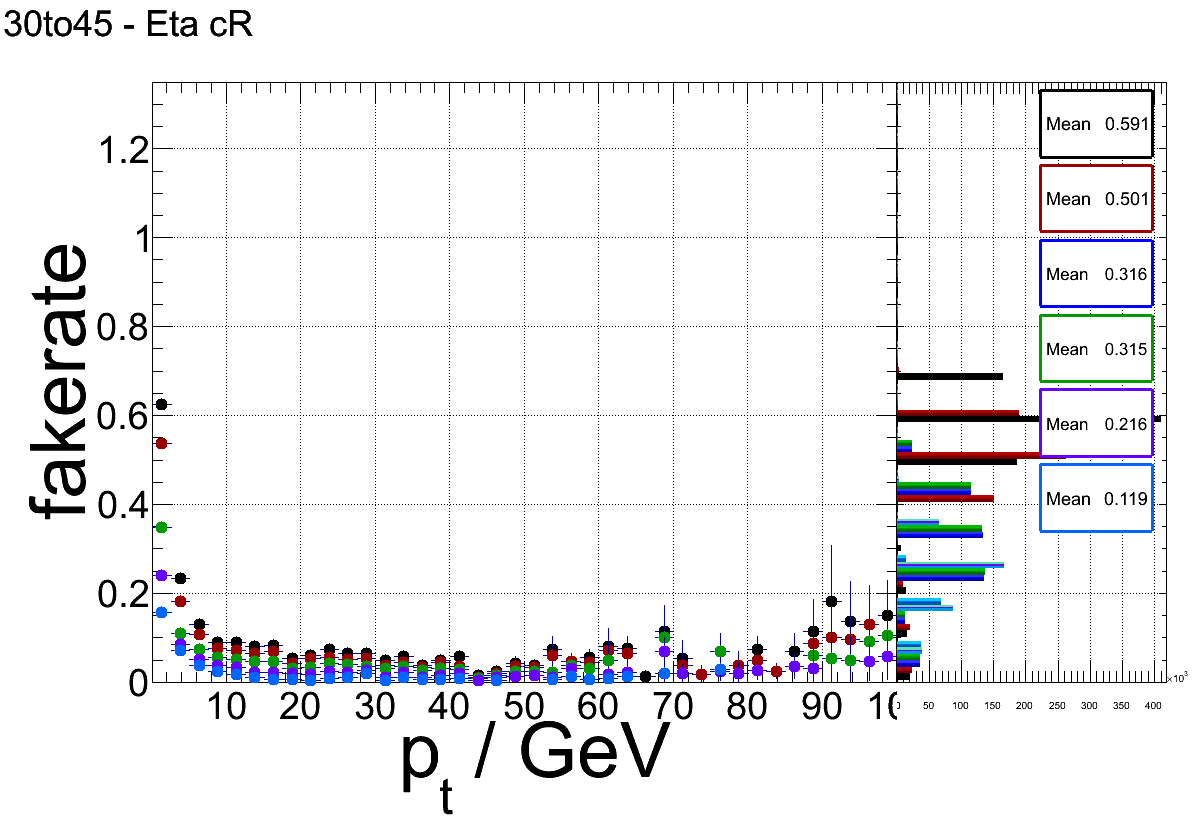 30to45 - Eta cR
fakerate
1.2
1
0.8
0.6
0.4
0.2
0
10 20 30 40 50 60 70 80 90
p_t / GeV
Mean 0.591
Mean 0.501
Mean 0.316
Mean 0.315
Mean 0.216
Mean 0.119
50 100 150 200 250 300 350 400
×10³